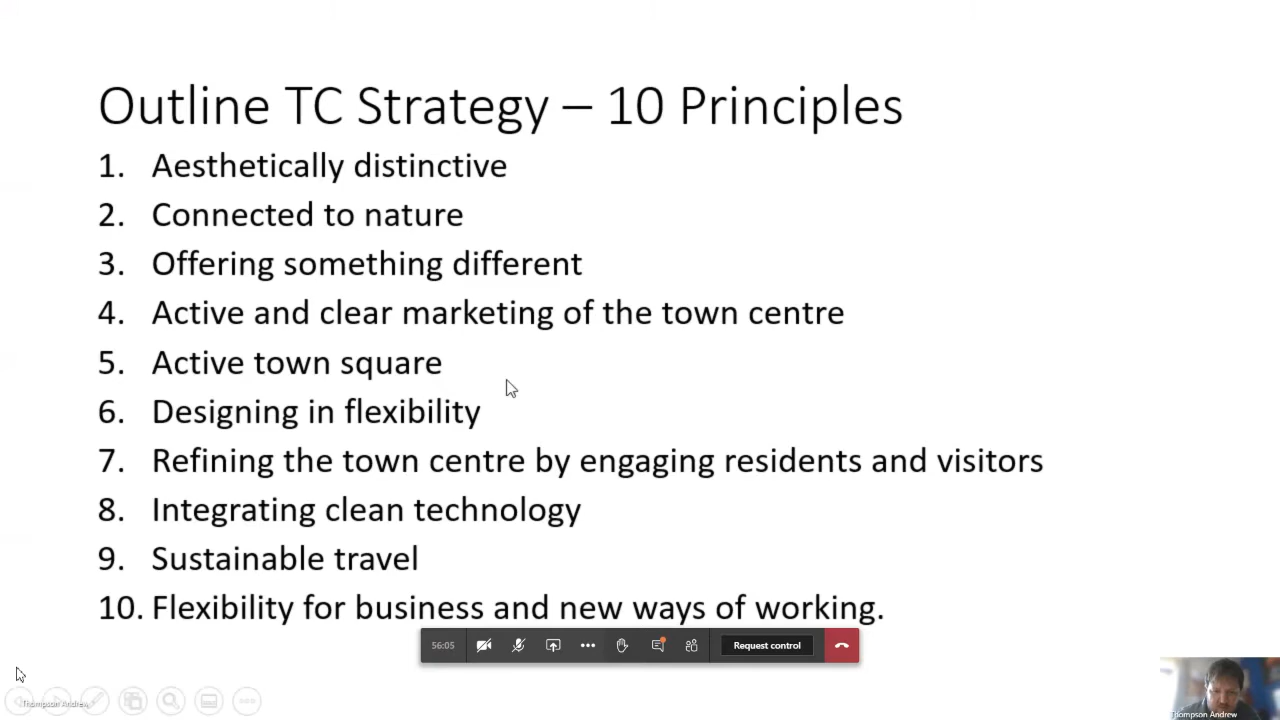 Outline TC Strategy – 10 Principles
1. Aesthetically distinctive
2. Connected to nature
3. Offering something different
4. Active and clear marketing of the town centre
5. Active town square
6. Designing in flexibility
7. Refining the town centre by engaging residents and visitors
8. Integrating clean technology
9. Sustainable travel
10. Flexibility for business and new ways of working.
56:05
Request control
Thompson Andrew
Thompson Andrew